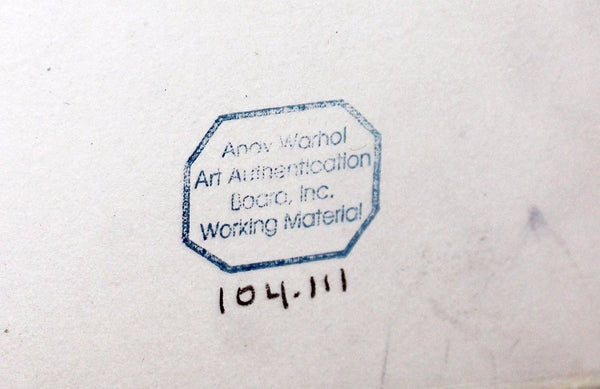 Andy Warhol
Art Authentication
Board, Inc.
Working Material
104.111